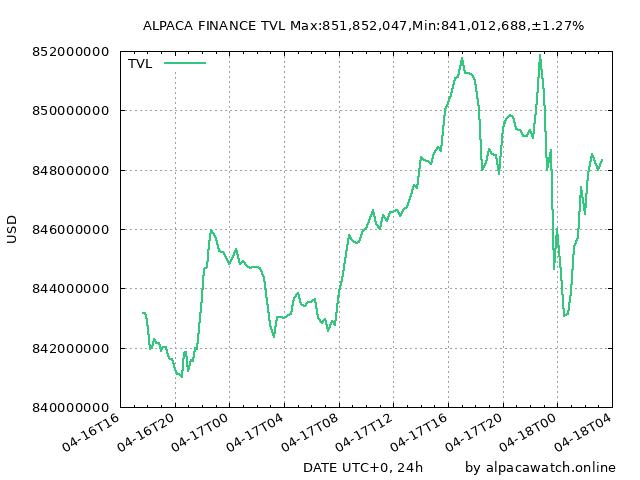 ALPACA FINANCE TVL Max:851,852,047,Min:841,012,688,±1.27%
852000000
TVL
850000000
848000000
846000000
USD
844000000
842000000
840000000
04-16T16 04-16T20 04-17T00 04-17T04 04-17T08 04-17T12 04-17T16 04-17T20 04-18T00 04-18T04
DATE UTC+0, 24h by alpacawatch.online